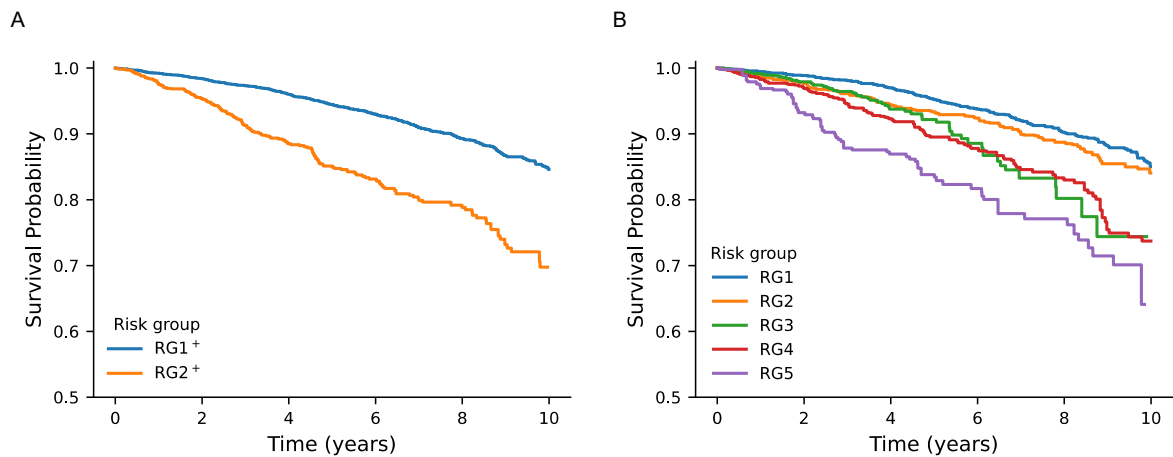 A
Survival Probability
1.0
0.9
0.8
0.7
0.6
0.5
Risk group
RG1⁺
RG2⁺
0 2 4 6 8 10
Time (years)
B
Survival Probability
1.0
0.9
0.8
0.7
0.6
0.5
Risk group
RG1
RG2
RG3
RG4
RG5
0 2 4 6 8 10
Time (years)